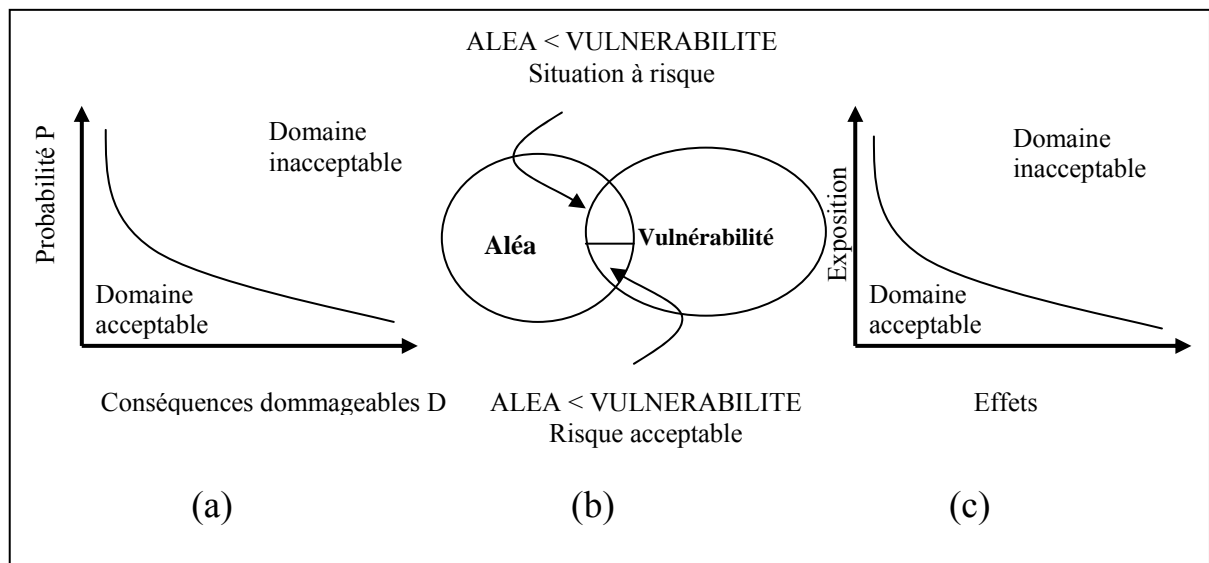 ALEA < VULNERABILITE
Situation à risque
Probabilité P
Domaine
inacceptable
Domaine
acceptable
Conséquences dommageables D
(a)
Aléa
Vulnérabilité
ALEA < VULNERABILITE
Risque acceptable
(b)
Exposition
Domaine
inacceptable
Domaine
acceptable
Effets
(c)